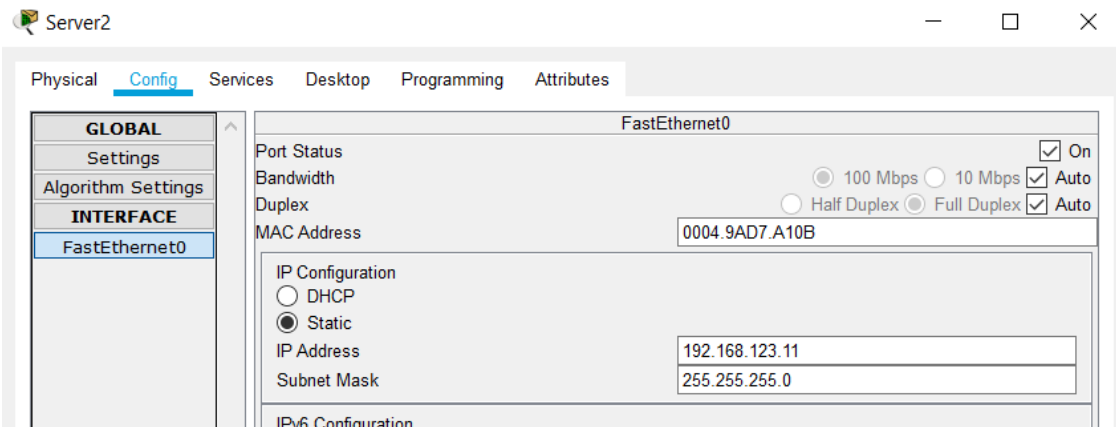 Server2
Physical Config Services Desktop Programming Attributes
GLOBAL
Settings
Algorithm Settings
INTERFACE
FastEthernet0
FastEthernet0
Port Status On
Bandwidth 100 Mbps 10 Mbps Auto
Duplex Half Duplex Full Duplex Auto
MAC Address 0004.9AD7.A10B
IP Configuration
DHCP
Static
IP Address 192.168.123.11
Subnet Mask 255.255.255.0
IPv6 Configuration